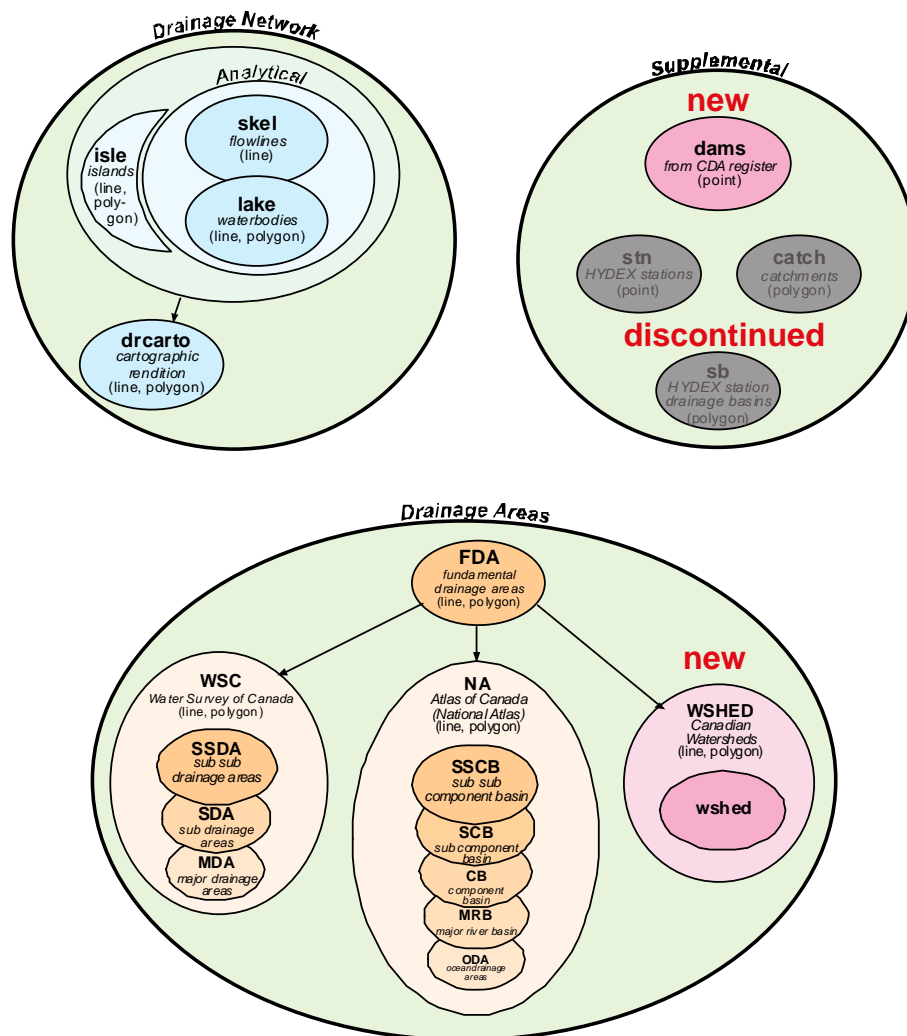 Drainage Network
Analytical
skel
flowlines
(line)
isle
islands
(line,
poly-
gon)
lake
waterbodies
(line, polygon)
drcarto
cartographic
rendition
(line, polygon)
Supplemental
new
dams
from CDA register
(point)
stn
HYDEX stations
(point)
catch
catchments
(polygon)
discontinued
sb
HYDEX station
drainage basins
(polygon)
Drainage Areas
FDA
fundamental
drainage areas
(line, polygon)
WSC
Water Survey of Canada
(line, polygon)
SSDA
sub sub
drainage areas
SDA
sub drainage
areas
MDA
major drainage
areas
NA
Atlas of Canada
(National Atlas)
(line, polygon)
SSCB
sub sub
component basin
SCB
sub component
basin
CB
component
basin
MRB
major river basin
ODA
oceandrainage
areas
new
WSHED
Canadian
Watersheds
(line, polygon)
wshed